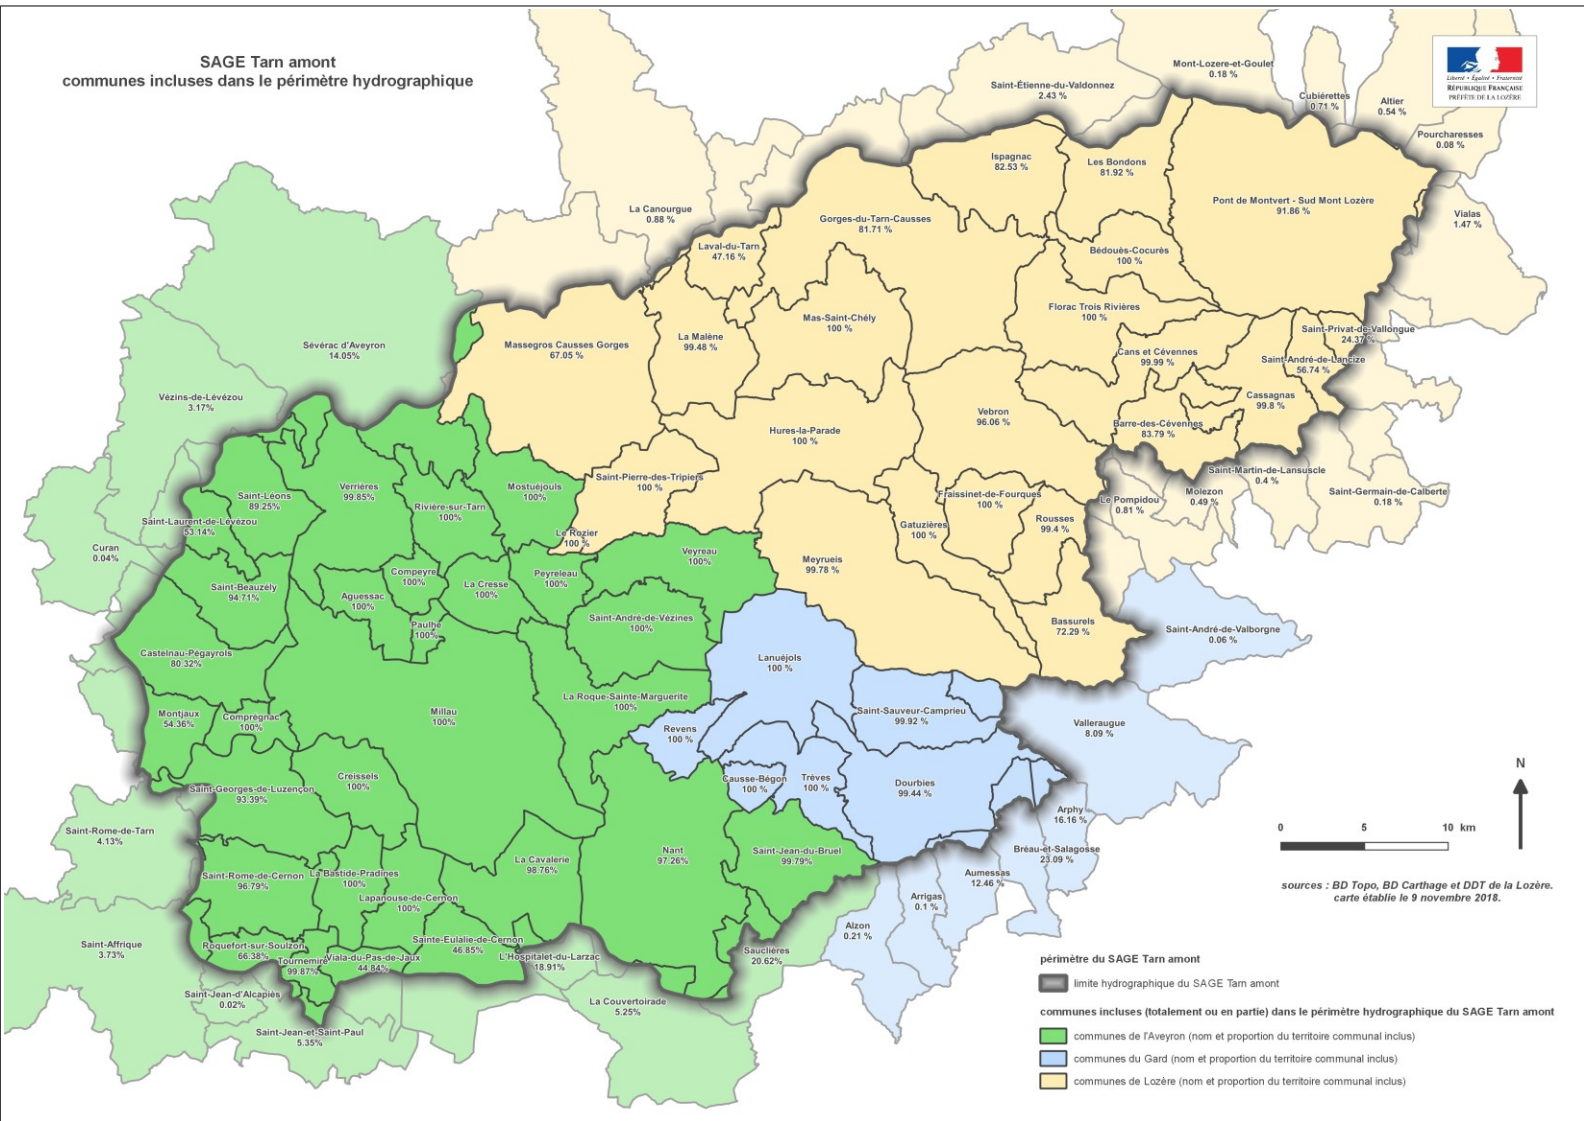 SAGE Tarn amont
communes incluses dans le périmètre hydrographique
Liberté • Égalité • Fraternité
RÉPUBLIQUE FRANÇAISE
PRÉFÈTE DE LA LOZÈRE
Mont-Lozere-et-Goulet
0.18 %
Saint-Étienne-du-Valdonnez
2.43 %
Cubiérettes
0.71 %
Altier
0.54 %
Pourcharesses
0.08 %
Ispagnac
82.53 %
Les Bondons
81.92 %
Pont de Montvert - Sud Mont Lozère
91.86 %
Vialas
1.47 %
La Canourgue
0.88 %
Gorges-du-Tarn-Causses
81.71 %
Laval-du-Tarn
47.16 %
Bédouès-Cocurès
100 %
Florac Trois Rivières
100 %
Mas-Saint-Chély
100 %
Saint-Privat-de-Vallongue
24.37 %
La Malène
99.48 %
Massegros Causses Gorges
67.05 %
Sévérac d'Aveyron
14.05%
Cans et Cévennes
99.99 %
Saint-André-de-Lancize
56.74 %
Vézins-de-Lévézou
3.17%
Cassagnas
99.8 %
Vebron
96.06 %
Barre-des-Cévennes
83.79 %
Hures-la-Parade
100 %
Saint-Martin-de-Lansuscle
0.4 %
Saint-Pierre-des-Tripiers
100 %
Verrières
99.85%
Mostuéjouls
100%
Saint-Léons
89.25%
Fraissinet-de-Fourques
100 %
Le Pompidou
0.81 %
Molezon
0.49 %
Saint-Germain-de-Calberte
0.18 %
Rivière-sur-Tarn
100%
Saint-Laurent-de-Lévézou
53.14%
Rousses
99.4 %
Gatuzières
100 %
Le Rozier
100 %
Curan
0.04%
Veyreau
100%
Meyrueis
99.78 %
Compeyre
100%
Peyreleau
100%
La Cresse
100%
Saint-Beauzély
94.71%
Aguessac
100%
Saint-André-de-Vézines
100%
Bassurels
72.29 %
Paulhe
100%
Saint-André-de-Valborgne
0.06 %
Castelnau-Pégayrols
80.32%
Lanuéjols
100 %
La Roque-Sainte-Marguerite
100%
Millau
100%
Montjaux
54.36%
Comprégnac
100%
Saint-Sauveur-Camprieu
99.92 %
Valleraugue
8.09 %
Revens
100 %
Creissels
100%
Causse-Bégon
100 %
Trèves
100 %
Dourbies
99.44 %
Saint-Georges-de-Luzençon
93.39%
N
Arphy
16.16 %
0 5 10 km
Saint-Rome-de-Tarn
4.13%
Nant
97.26%
Saint-Jean-du-Bruel
99.79%
Bréau-et-Salagosse
23.09 %
La Cavalerie
98.76%
Saint-Rome-de-Cernon
96.79%
La Bastide-Pradines
100%
Aumessas
12.46 %
sources : BD Topo, BD Carthage et DDT de la Lozère.
carte établie le 9 novembre 2018.
Lapanouse-de-Cernon
100%
Arrigas
0.1 %
Alzon
0.21 %
Saint-Affrique
3.73%
Roquefort-sur-Soulzon
66.38%
Sainte-Eulalie-de-Cernon
46.85%
Sauclières
20.62%
Tournemire
99.87%
Viala-du-Pas-de-Jaux
44.84%
L'Hospitalet-du-Larzac
18.91%
Saint-Jean-d'Alcapiès
0.02%
La Couvertoirade
5.25%
Saint-Jean-et-Saint-Paul
5.35%
périmètre du SAGE Tarn amont
limite hydrographique du SAGE Tarn amont
communes incluses (totalement ou en partie) dans le périmètre hydrographique du SAGE Tarn amont
communes de l'Aveyron (nom et proportion du territoire communal inclus)
communes du Gard (nom et proportion du territoire communal inclus)
communes de Lozère (nom et proportion du territoire communal inclus)